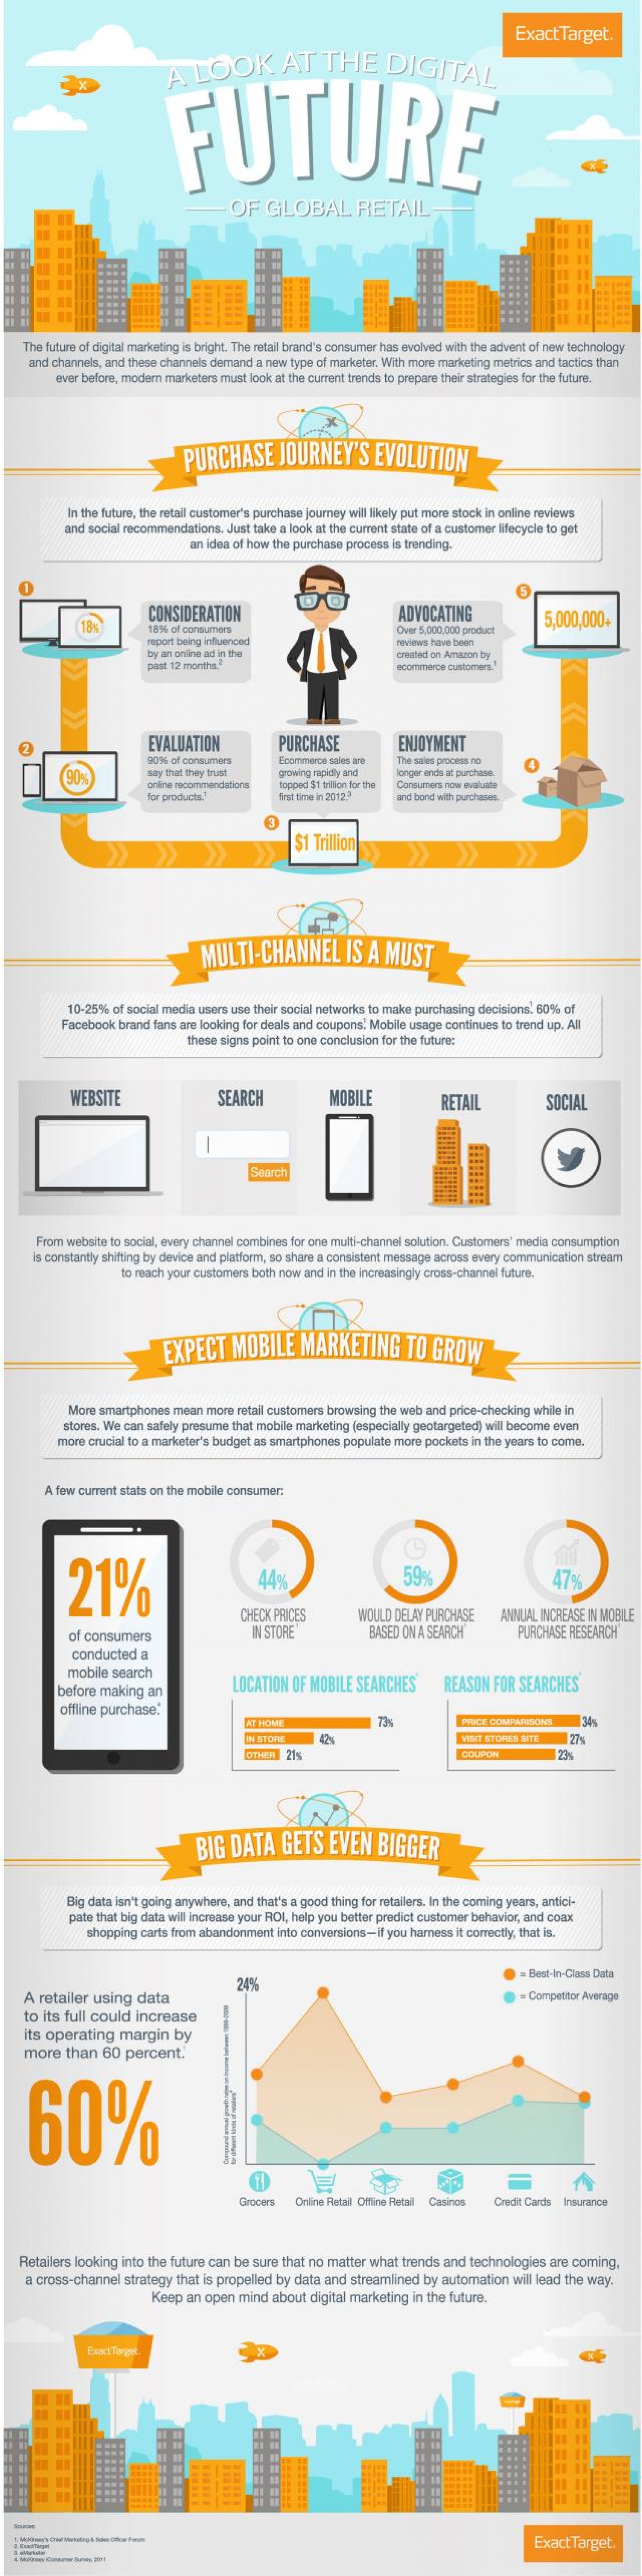 ExactTarget.
A LOOK AT THE DIGITAL
FUTURE
OF GLOBAL RETAIL
The future of digital marketing is bright. The retail brand's consumer has evolved with the advent of new technology
and channels, and these channels demand a new type of marketer. With more marketing metrics and tactics than
ever before, modern marketers must look at the current trends to prepare their strategies for the future.
PURCHASE JOURNEY'S EVOLUTION
In the future, the retail customer's purchase journey will likely put more stock in online reviews
and social recommendations. Just take a look at the current state of a customer lifecycle to get
an idea of how the purchase process is trending.
1
18%
CONSIDERATION
18% of consumers
report being influenced
by an online ad in the
past 12 months.2
ADVOCATING
Over 5,000,000 product
reviews have been
created on Amazon by
ecommerce customers.1
5
5,000,000+
2
90%
EVALUATION
90% of consumers
say that they trust
online recommendations
for products.1
PURCHASE
Ecommerce sales are
growing rapidly and
topped $1 trillion for the
first time in 2012.3
ENJOYMENT
The sales process no
longer ends at purchase.
Consumers now evaluate
and bond with purchases.
4
3
$1 Trillion
MULTI-CHANNEL IS A MUST
10-25% of social media users use their social networks to make purchasing decisions.1 60% of
Facebook brand fans are looking for deals and coupons.1 Mobile usage continues to trend up. All
these signs point to one conclusion for the future:
WEBSITE
SEARCH
MOBILE
RETAIL
SOCIAL
Search
From website to social, every channel combines for one multi-channel solution. Customers' media consumption
is constantly shifting by device and platform, so share a consistent message across every communication stream
to reach your customers both now and in the increasingly cross-channel future.
EXPECT MOBILE MARKETING TO GROW
More smartphones mean more retail customers browsing the web and price-checking while in
stores. We can safely presume that mobile marketing (especially geotargeted) will become even
more crucial to a marketer's budget as smartphones populate more pockets in the years to come.
A few current stats on the mobile consumer:
21%
of consumers
conducted a
mobile search
before making an
offline purchase.4
44%
CHECK PRICES
IN STORE1
59%
WOULD DELAY PURCHASE
BASED ON A SEARCH1
47%
ANNUAL INCREASE IN MOBILE
PURCHASE RESEARCH1
LOCATION OF MOBILE SEARCHES4
AT HOME 73%
IN STORE 42%
OTHER 21%
REASON FOR SEARCHES4
PRICE COMPARISONS 34%
VISIT STORES SITE 27%
COUPON 23%
BIG DATA GETS EVEN BIGGER
Big data isn't going anywhere, and that's a good thing for retailers. In the coming years, antici-
pate that big data will increase your ROI, help you better predict customer behavior, and coax
shopping carts from abandonment into conversions—if you harness it correctly, that is.
A retailer using data
to its full could increase
its operating margin by
more than 60 percent.1
60%
24%
= Best-In-Class Data
= Competitor Average
Compound annual growth rates on income between 1999-2009
for different kinds of retailers4
Grocers
Online Retail
Offline Retail
Casinos
Credit Cards
Insurance
Retailers looking into the future can be sure that no matter what trends and technologies are coming,
a cross-channel strategy that is propelled by data and streamlined by automation will lead the way.
Keep an open mind about digital marketing in the future.
ExactTarget.
Sources:
1. McKinsey's Chief Marketing & Sales Officer Forum
2. ExactTarget
3. eMarketer
4. McKinsey iConsumer Survey, 2011
ExactTarget.